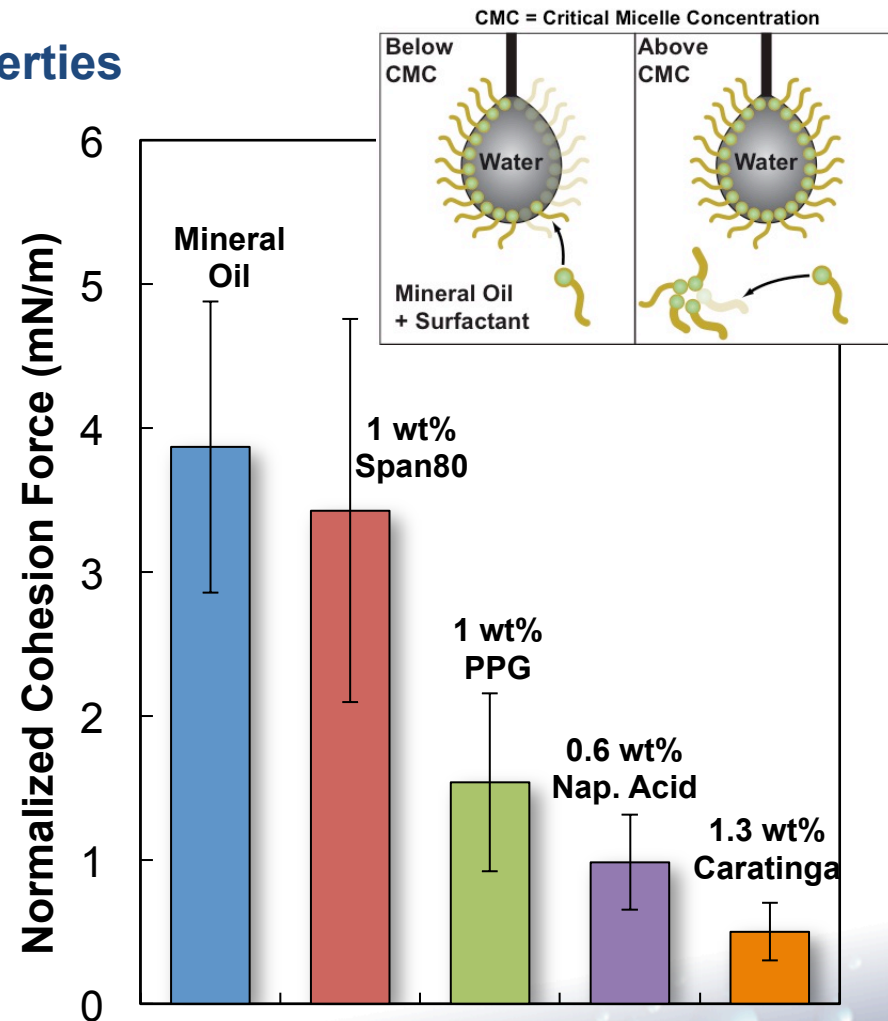 CMC = Critical Micelle Concentration
erties
Below
CMC
Above
CMC
Water
Water
Mineral Oil
+ Surfactant
Normalized Cohesion Force (mN/m)
6
5
4
3
2
1
0
Mineral
Oil
1 wt%
Span80
1 wt%
PPG
0.6 wt%
Nap. Acid
1.3 wt%
Caratinga